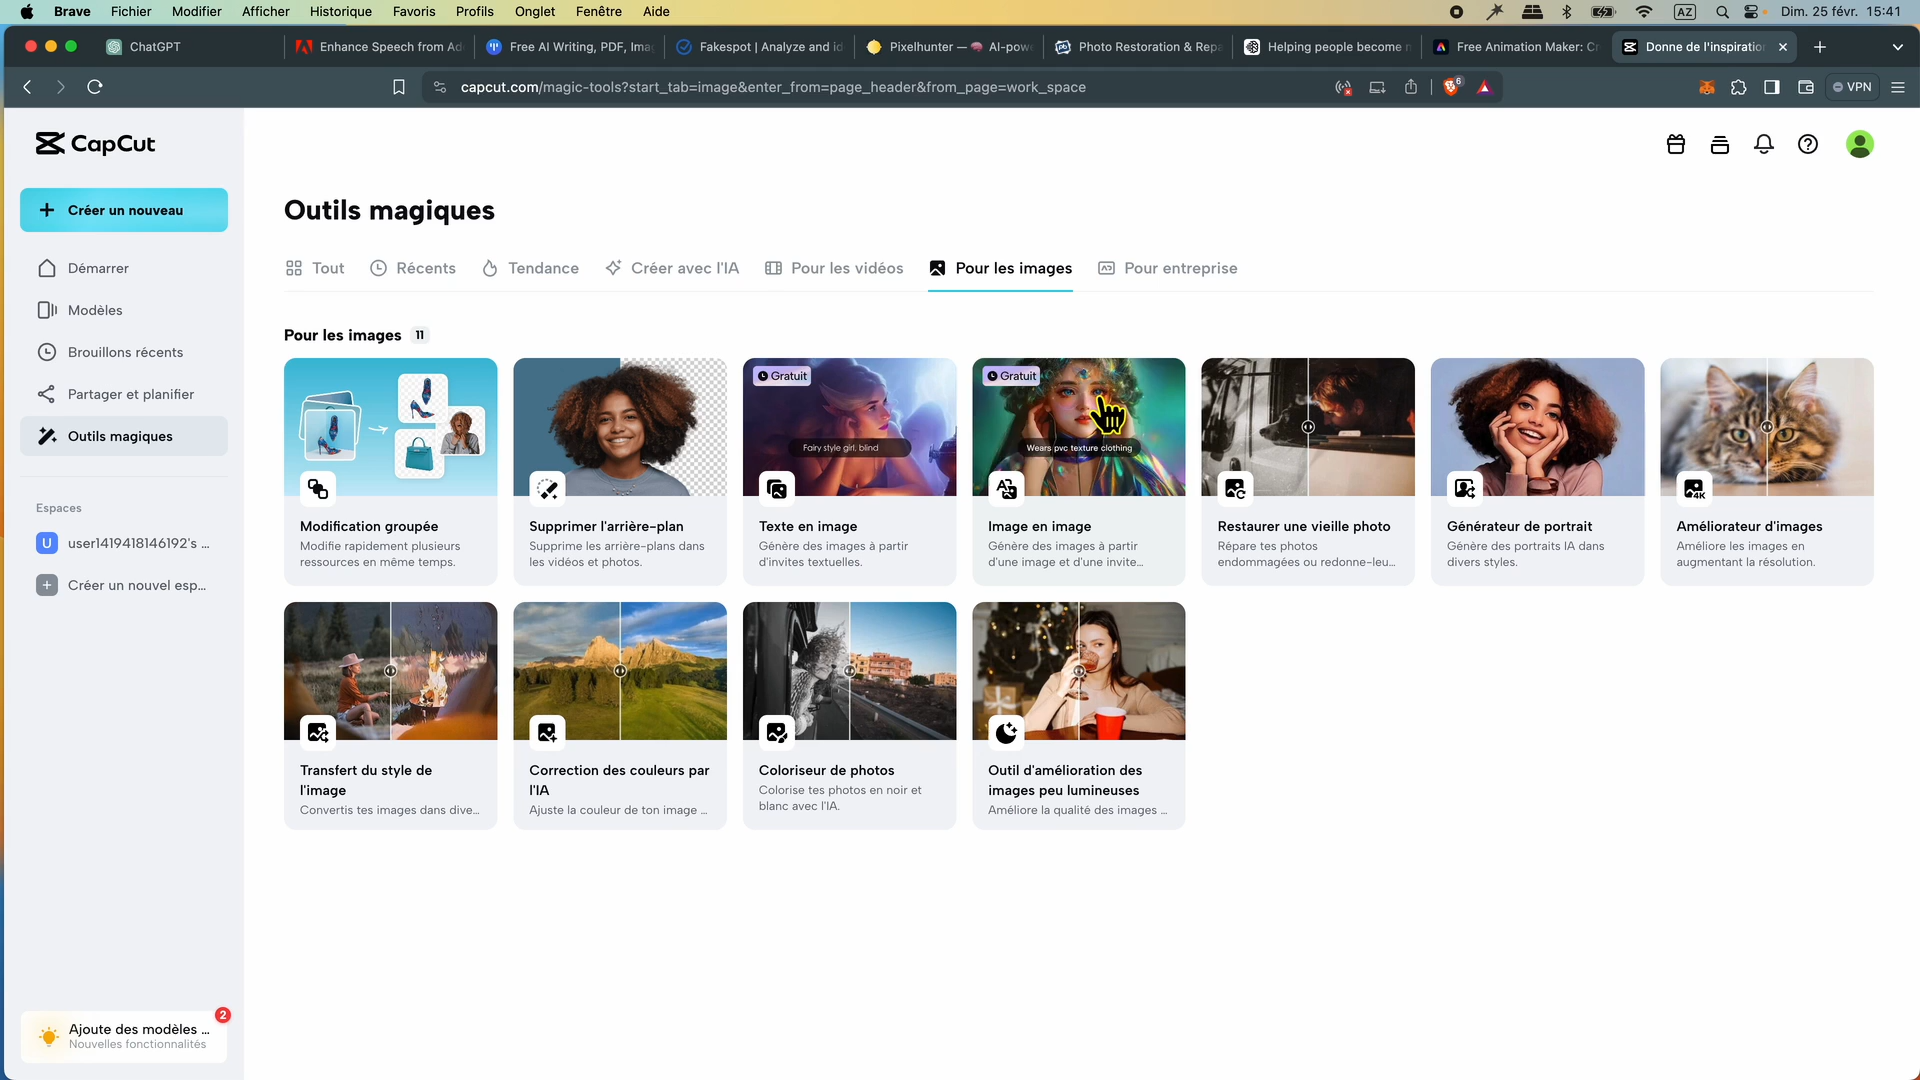 Brave Fichier Modifier Afficher Historique Favoris Profils Onglet Fenêtre Aide AZ Dim. 25 févr. 15:41
ChatGPT Enhance Speech from Ad Free AI Writing, PDF, Ima Fakespot | Analyze and id Pixelhunter — AI-powe Photo Restoration & Repa Helping people become Free Animation Maker: C Donne de l'inspiratio
capcut.com/magic-tools?start_tab=image&enter_from=page_header&from_page=work_space 6 VPN
CapCut
Créer un nouveau
Démarrer
Modèles
Brouillons récents
Partager et planifier
Outils magiques
Espaces
U user1419418146192's ...
Créer un nouvel esp...
Ajoute des modèles ... 2
Nouvelles fonctionnalités
Outils magiques
Tout Récents Tendance Créer avec l'IA Pour les vidéos Pour les images Pour entreprise
Pour les images 11
Modification groupée
Modifie rapidement plusieurs
ressources en même temps.
Supprimer l'arrière-plan
Supprime les arrière-plans dans
les vidéos et photos.
Gratuit
Fairy style girl, blind
Texte en image
Génère des images à partir
d'invites textuelles.
Gratuit
Wears pvc texture clothing
Image en image
Génère des images à partir
d'une image et d'une invite...
Restaurer une vieille photo
Répare tes photos
endommagées ou redonne-leu...
Générateur de portrait
Génère des portraits IA dans
divers styles.
4K
Améliorateur d'images
Améliore les images en
augmentant la résolution.
Transfert du style de
l'image
Convertis tes images dans dive...
Correction des couleurs par
l'IA
Ajuste la couleur de ton image ...
Coloriseur de photos
Colorise tes photos en noir et
blanc avec l'IA.
Outil d'amélioration des
images peu lumineuses
Améliore la qualité des images ...